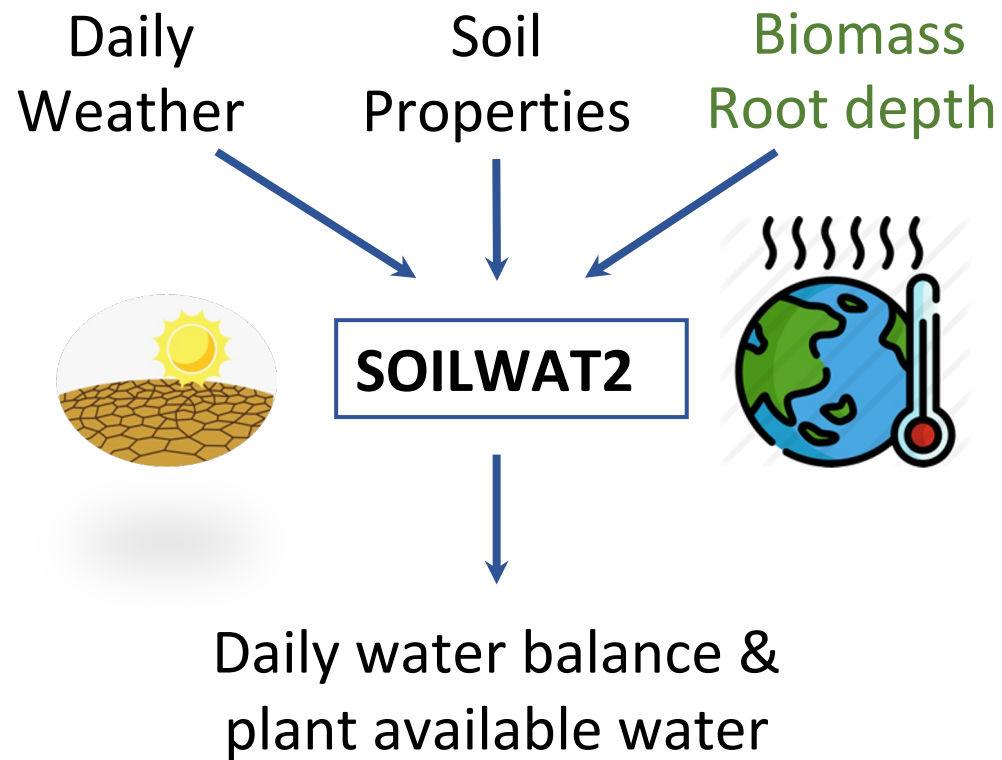 Daily
Weather
Soil
Properties
Biomass
Root depth
SOILWAT2
Daily water balance &
plant available water